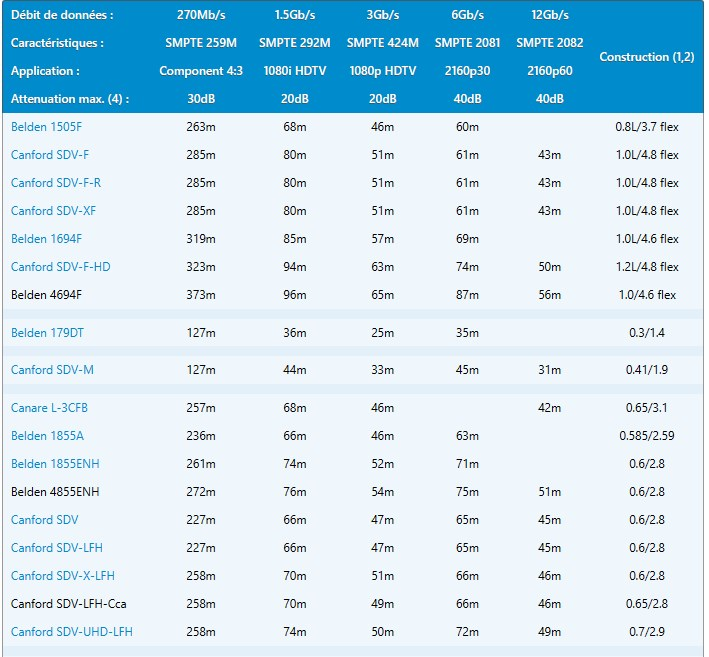 Débit de données : 270Mb/s 1.5Gb/s 3Gb/s 6Gb/s 12Gb/s
Caractéristiques : SMPTE 259M SMPTE 292M SMPTE 424M SMPTE 2081 SMPTE 2082 Construction (1,2)
Application : Component 4:3 1080i HDTV 1080p HDTV 2160p30 2160p60
Attenuation max. (4) : 30dB 20dB 20dB 40dB 40dB
Belden 1505F 263m 68m 46m 60m 0.8L/3.7 flex
Canford SDV-F 285m 80m 51m 61m 43m 1.0L/4.8 flex
Canford SDV-F-R 285m 80m 51m 61m 43m 1.0L/4.8 flex
Canford SDV-XF 285m 80m 51m 61m 43m 1.0L/4.8 flex
Belden 1694F 319m 85m 57m 69m 1.0L/4.6 flex
Canford SDV-F-HD 323m 94m 63m 74m 50m 1.2L/4.8 flex
Belden 4694F 373m 96m 65m 87m 56m 1.0/4.6 flex
Belden 179DT 127m 36m 25m 35m 0.3/1.4
Canford SDV-M 127m 44m 33m 45m 31m 0.41/1.9
Canare L-3CFB 257m 68m 46m 42m 0.65/3.1
Belden 1855A 236m 66m 46m 63m 0.585/2.59
Belden 1855ENH 261m 74m 52m 71m 0.6/2.8
Belden 4855ENH 272m 76m 54m 75m 51m 0.6/2.8
Canford SDV 227m 66m 47m 65m 45m 0.6/2.8
Canford SDV-LFH 227m 66m 47m 65m 45m 0.6/2.8
Canford SDV-X-LFH 258m 70m 51m 66m 46m 0.6/2.8
Canford SDV-LFH-Cca 258m 70m 49m 66m 46m 0.65/2.8
Canford SDV-UHD-LFH 258m 74m 50m 72m 49m 0.7/2.9